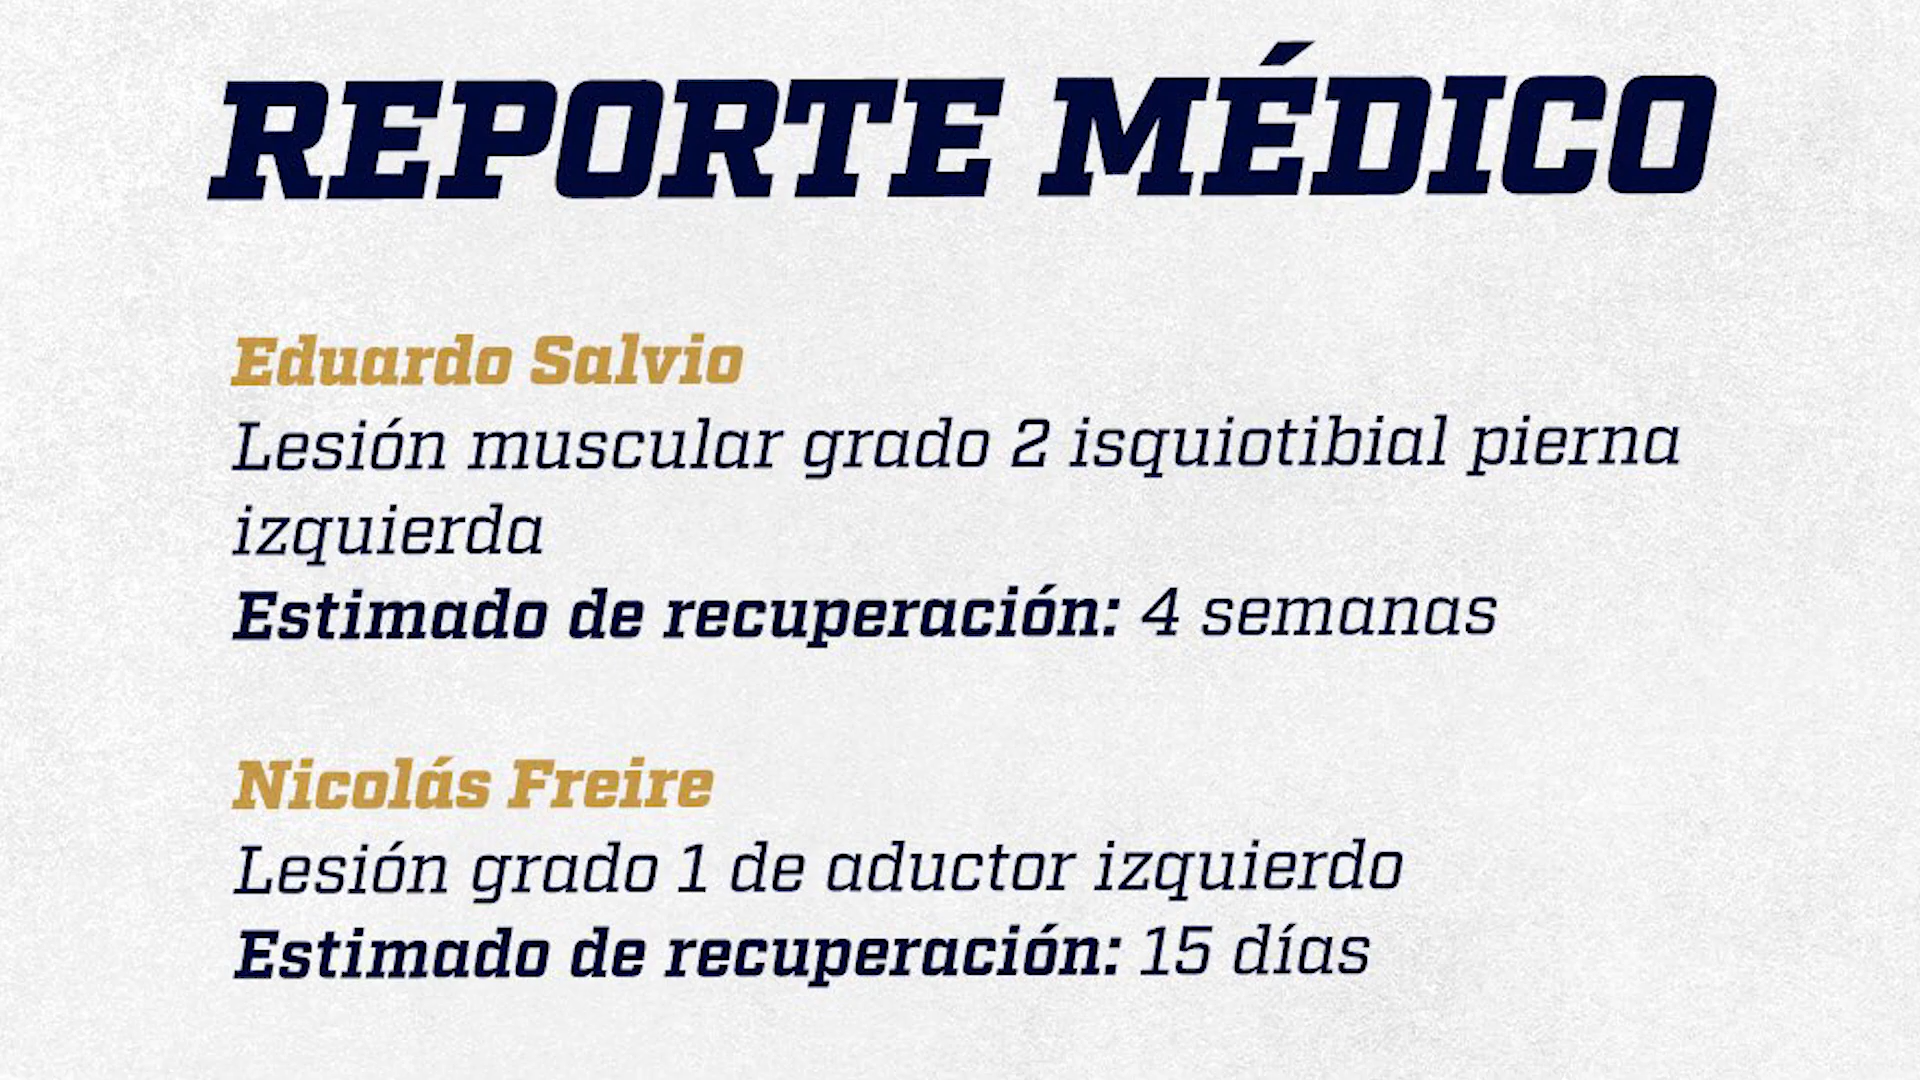 REPORTE MÉDICO
Eduardo Salvio
Lesión muscular grado 2 isquiotibial pierna
izquierda
Estimado de recuperación: 4 semanas
Nicolás Freire
Lesión grado 1 de aductor izquierdo
Estimado de recuperación: 15 días